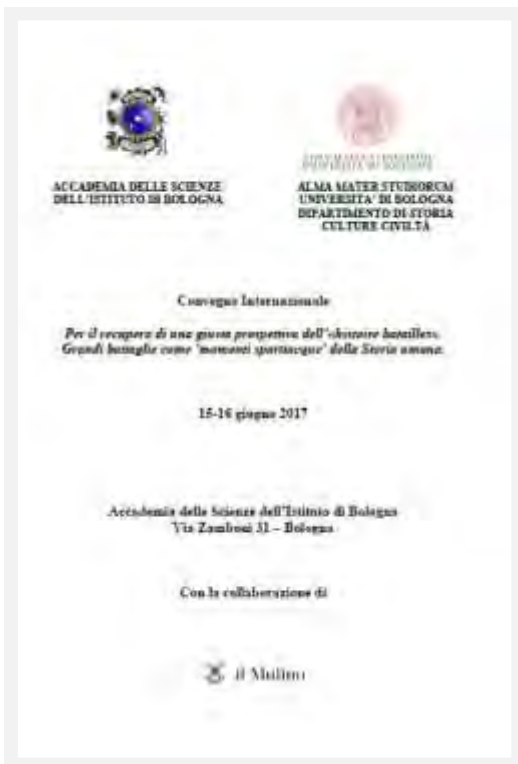 ACCADEMIA DELLE SCIENZE
DELL'ISTITUTO DI BOLOGNA
ALMA MATER STUDIORUM
UNIVERSITA' DI BOLOGNA
DIPARTIMENTO DI STORIA
CULTURE CIVILTÀ
Convegno Internazionale
Per il recupero di una giusta prospettiva dell'«histoire bataille».
Grandi battaglie come 'momenti spartiacque' della Storia umana.
15-16 giugno 2017
Accademia delle Scienze dell'Istituto di Bologna
Via Zamboni 31 – Bologna
Con la collaborazione di
il Mulino